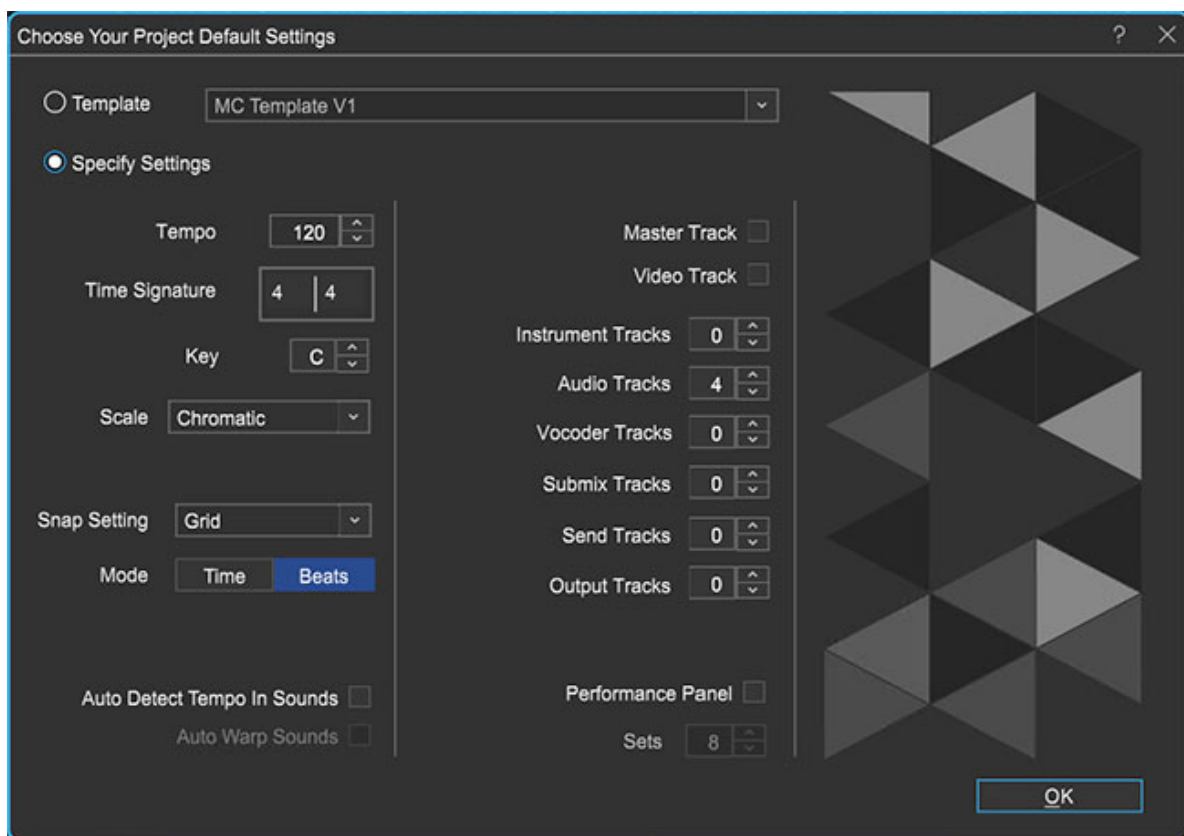 Choose Your Project Default Settings ?
Template MC Template V1
Specify Settings
Tempo 120
Time Signature 4 4
Key C
Scale Chromatic
Snap Setting Grid
Mode Time Beats
Auto Detect Tempo In Sounds
Auto Warp Sounds
Master Track
Video Track
Instrument Tracks 0
Audio Tracks 4
Vocoder Tracks 0
Submix Tracks 0
Send Tracks 0
Output Tracks 0
Performance Panel
Sets 8
OK